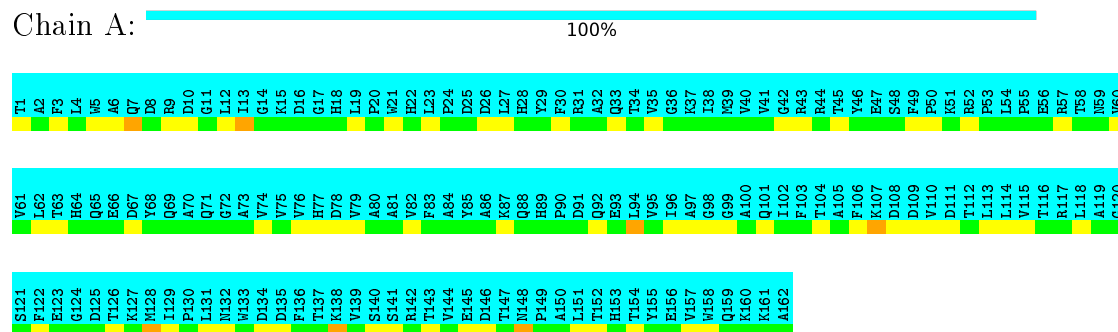 Chain A:
100%
T1 A2 F3 L4 W5 A6 Q7 D8 R9 D10 G11 L12 I13 G14 K15 D16 G17 H18 L19 P20 W21 H22 L23 P24 D25 D26 L27 H28 Y29 F30 R31 A32 Q33 T34 V35 G36 K37 I38 M39 V40 V41 G42 R43 R44 T45 Y46 E47 S48 F49 P50 K51 R52 P53 L54 P55 E56 R57 T58 N59
V61 L62 T63 H64 Q65 E66 D67 Y68 Q69 A70 Q71 G72 A73 V74 V75 V76 H77 D78 V79 A80 A81 V82 F83 A84 Y85 A86 K87 Q88 H89 P90 D91 Q92 E93 L94 V95 I96 A97 G98 G99 A100 Q101 I102 F103 T104 A105 F106 K107 D108 D109 V110 D111 T112 L113 L114 V115 T116 R117 L118 A119
S121 F122 E123 G124 D125 T126 K127 M128 I129 P130 L131 N132 W133 D134 D135 F136 T137 K138 V139 S140 S141 R142 T143 V144 E145 D146 T147 N148 P149 A150 L151 T152 H153 T154 Y155 E156 V157 W158 Q159 K160 K161 A162